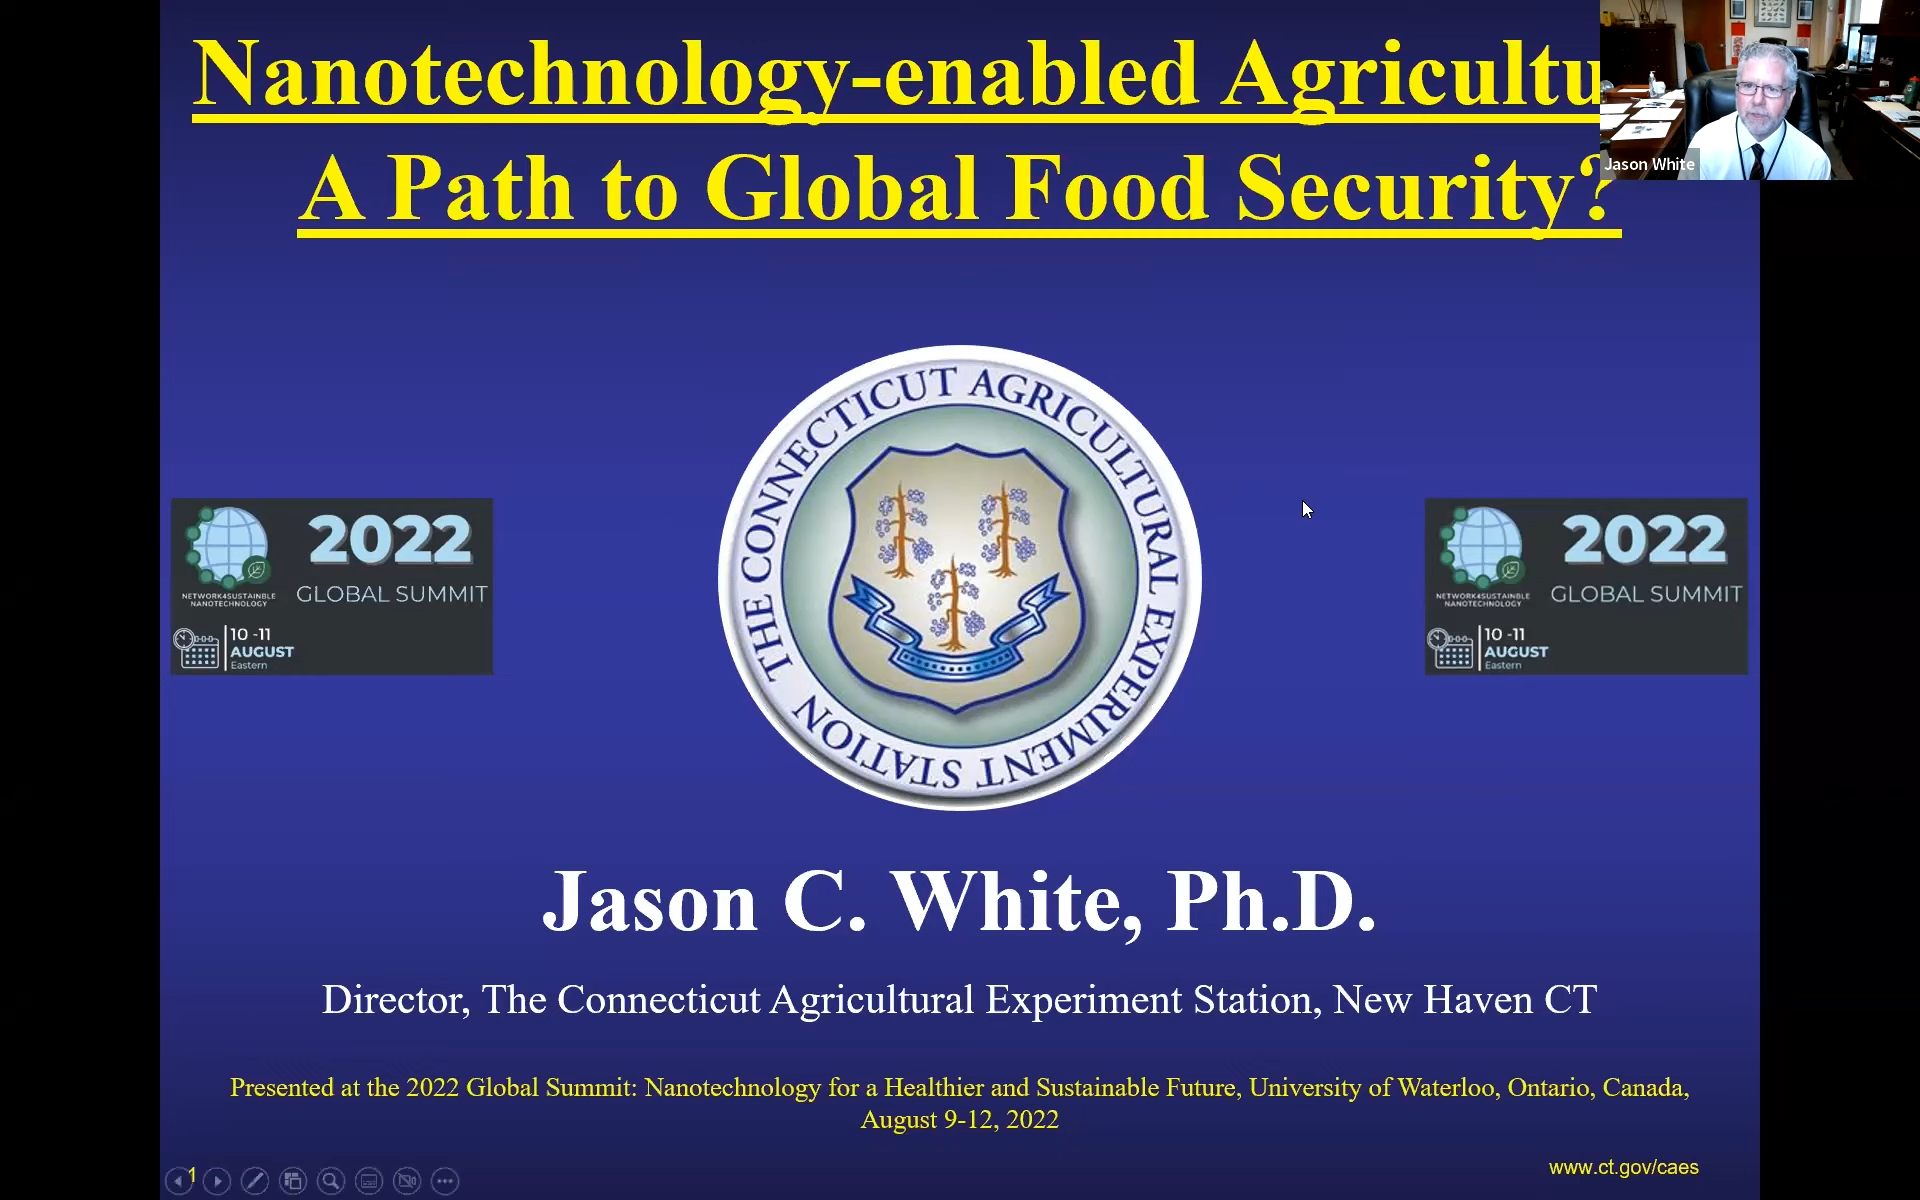 Nanotechnology-enabled Agricultu
A Path to Global Food Security?
Jason White
THE CONNECTICUT AGRICULTURAL EXPERIMENT STATION
2022
GLOBAL SUMMIT
NETWORK4SUSTAINBLE
NANOTECHNOLOGY
10 -11
AUGUST
Eastern
2022
GLOBAL SUMMIT
NETWORK4SUSTAINBLE
NANOTECHNOLOGY
10 -11
AUGUST
Eastern
Jason C. White, Ph.D.
Director, The Connecticut Agricultural Experiment Station, New Haven CT
Presented at the 2022 Global Summit: Nanotechnology for a Healthier and Sustainable Future, University of Waterloo, Ontario, Canada,
August 9-12, 2022
1
www.ct.gov/caes